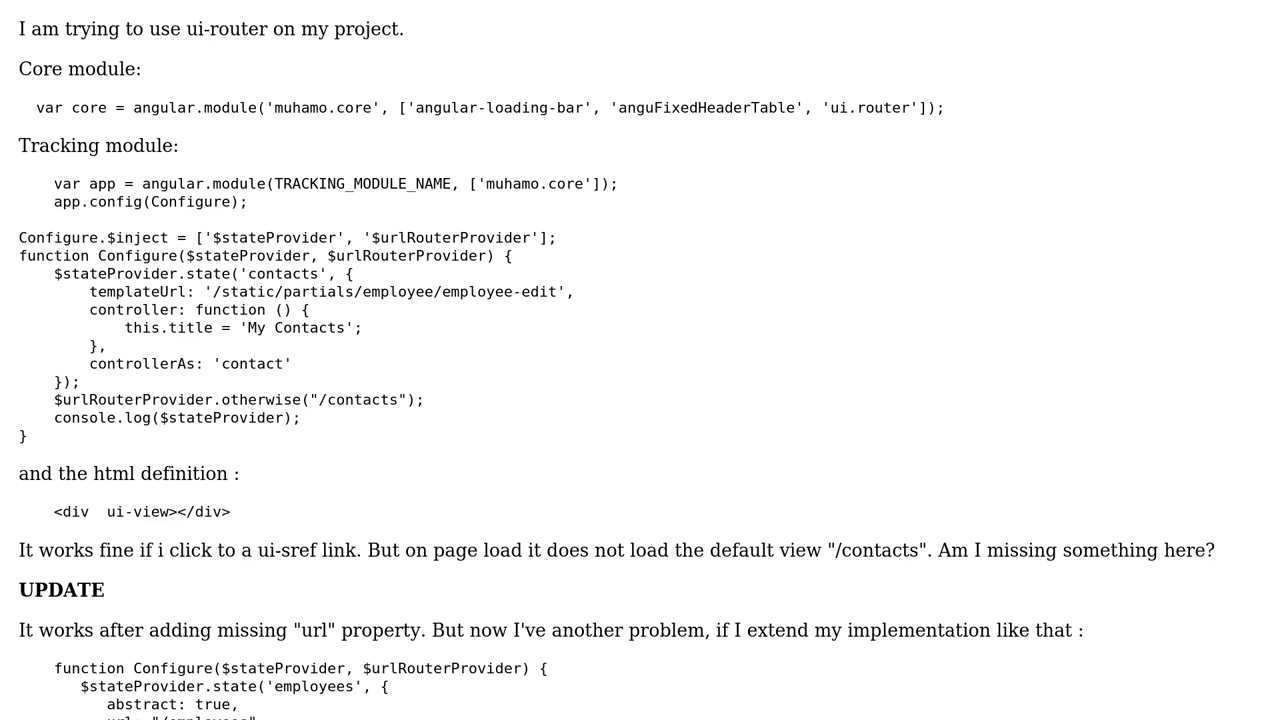 I am trying to use ui-router on my project.
Core module:
var core = angular.module('muhamo.core', ['angular-loading-bar', 'anguFixedHeaderTable', 'ui.router']);
Tracking module:
var app = angular.module(TRACKING_MODULE_NAME, ['muhamo.core']);
app.config(Configure);
Configure.$inject = ['$stateProvider', '$urlRouterProvider'];
function Configure($stateProvider, $urlRouterProvider) {
$stateProvider.state('contacts', {
templateUrl: '/static/partials/employee/employee-edit',
controller: function () {
this.title = 'My Contacts';
},
controllerAs: 'contact'
});
$urlRouterProvider.otherwise("/contacts");
console.log($stateProvider);
}
and the html definition :
<div  ui-view></div>
It works fine if i click to a ui-sref link. But on page load it does not load the default view "/contacts". Am I missing something here?
UPDATE
It works after adding missing "url" property. But now I've another problem, if I extend my implementation like that :
function Configure($stateProvider, $urlRouterProvider) {
$stateProvider.state('employees', {
abstract: true,